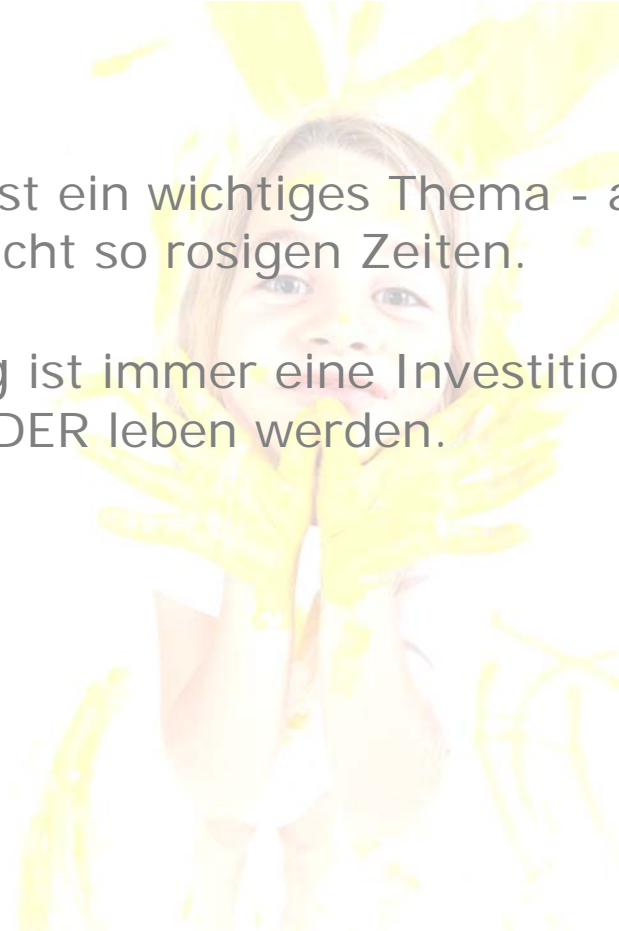 st ein wichtiges Thema - a
cht so rosigen Zeiten.
g ist immer eine Investitio
DER leben werden.